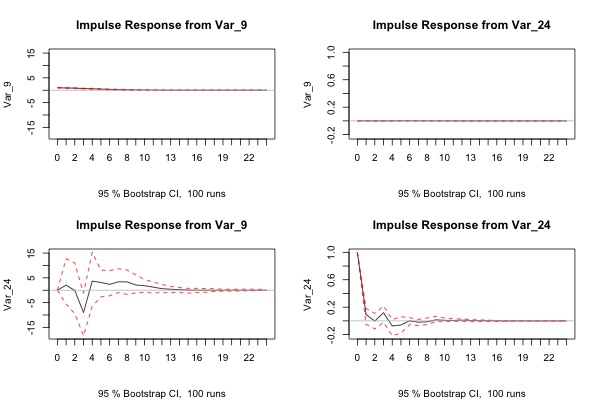 Impulse Response from Var_9
Var_9
15
5
-5
-15
0 2 4 6 8 10 13 16 19 22
95 % Bootstrap CI, 100 runs
Impulse Response from Var_24
Var_9
1.0
0.6
0.2
-0.2
0 2 4 6 8 10 13 16 19 22
95 % Bootstrap CI, 100 runs
Impulse Response from Var_9
Var_24
15
5
-5
-15
0 2 4 6 8 10 13 16 19 22
95 % Bootstrap CI, 100 runs
Impulse Response from Var_24
Var_24
1.0
0.6
0.2
-0.2
0 2 4 6 8 10 13 16 19 22
95 % Bootstrap CI, 100 runs